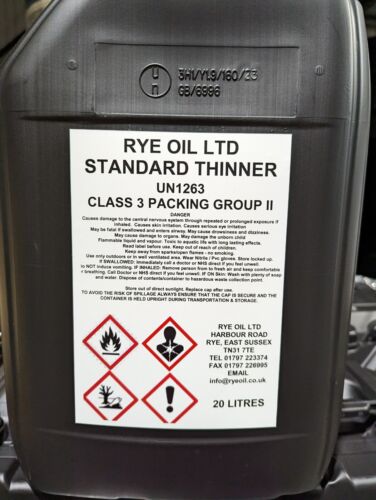 u n
3H1/Y1.9/160/23
GB/6996
RYE OIL LTD
STANDARD THINNER
UN1263
CLASS 3 PACKING GROUP II
DANGER
Causes damage to the central nervous system through repeated or prolonged exposure if
inhaled. Causes skin irritation. Causes serious eye irritation
May be fatal if swallowed and enters airway. May cause drowsiness and dizziness.
May cause damage to organs. May damage the unborn child
Flammable liquid and vapour. Toxic to aquatic life with long lasting effects.
Read label before use. Keep out of reach of children.
Keep away from sparks/open flames - no smoking.
Use only outdoors or in well ventilated area. Wear Nitrile / Pvc gloves. Store locked up.
If SWALLOWED: Immediately call a doctor or NHS direct if you feel unwell.
o NOT induce vomiting. IF INHALED: Remove person from to fresh air and keep comfortable
r breathing. Call Doctor or NHS direct if you feel unwell. IF ON Skin: Wash with plenty of soap
and water. Dispose of contents/container to hazardous waste collection point.
Store out of direct sunlight. Replace cap after use.
TO AVOID THE RISK OF SPILLAGE ALWAYS ENSURE THAT THE CAP IS SECURE AND THE
CONTAINER IS HELD UPRIGHT DURING TRANSPORTATION & STORAGE.
RYE OIL LTD
HARBOUR ROAD
RYE, EAST SUSSEX
TN31 7TE
TEL 01797 223374
FAX 01797 226995
EMAIL
info@ryeoil.co.uk
20 LITRES